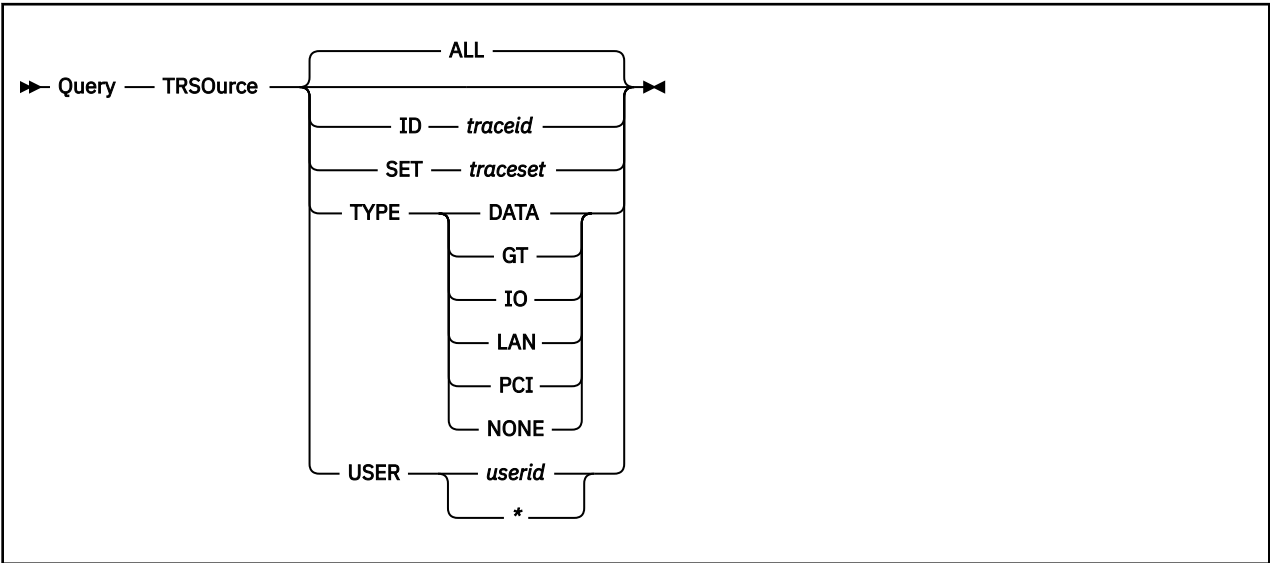 ALL
Query TRSOurce
ID traceid
SET traceset
TYPE DATA
GT
IO
LAN
PCI
NONE
USER userid
*